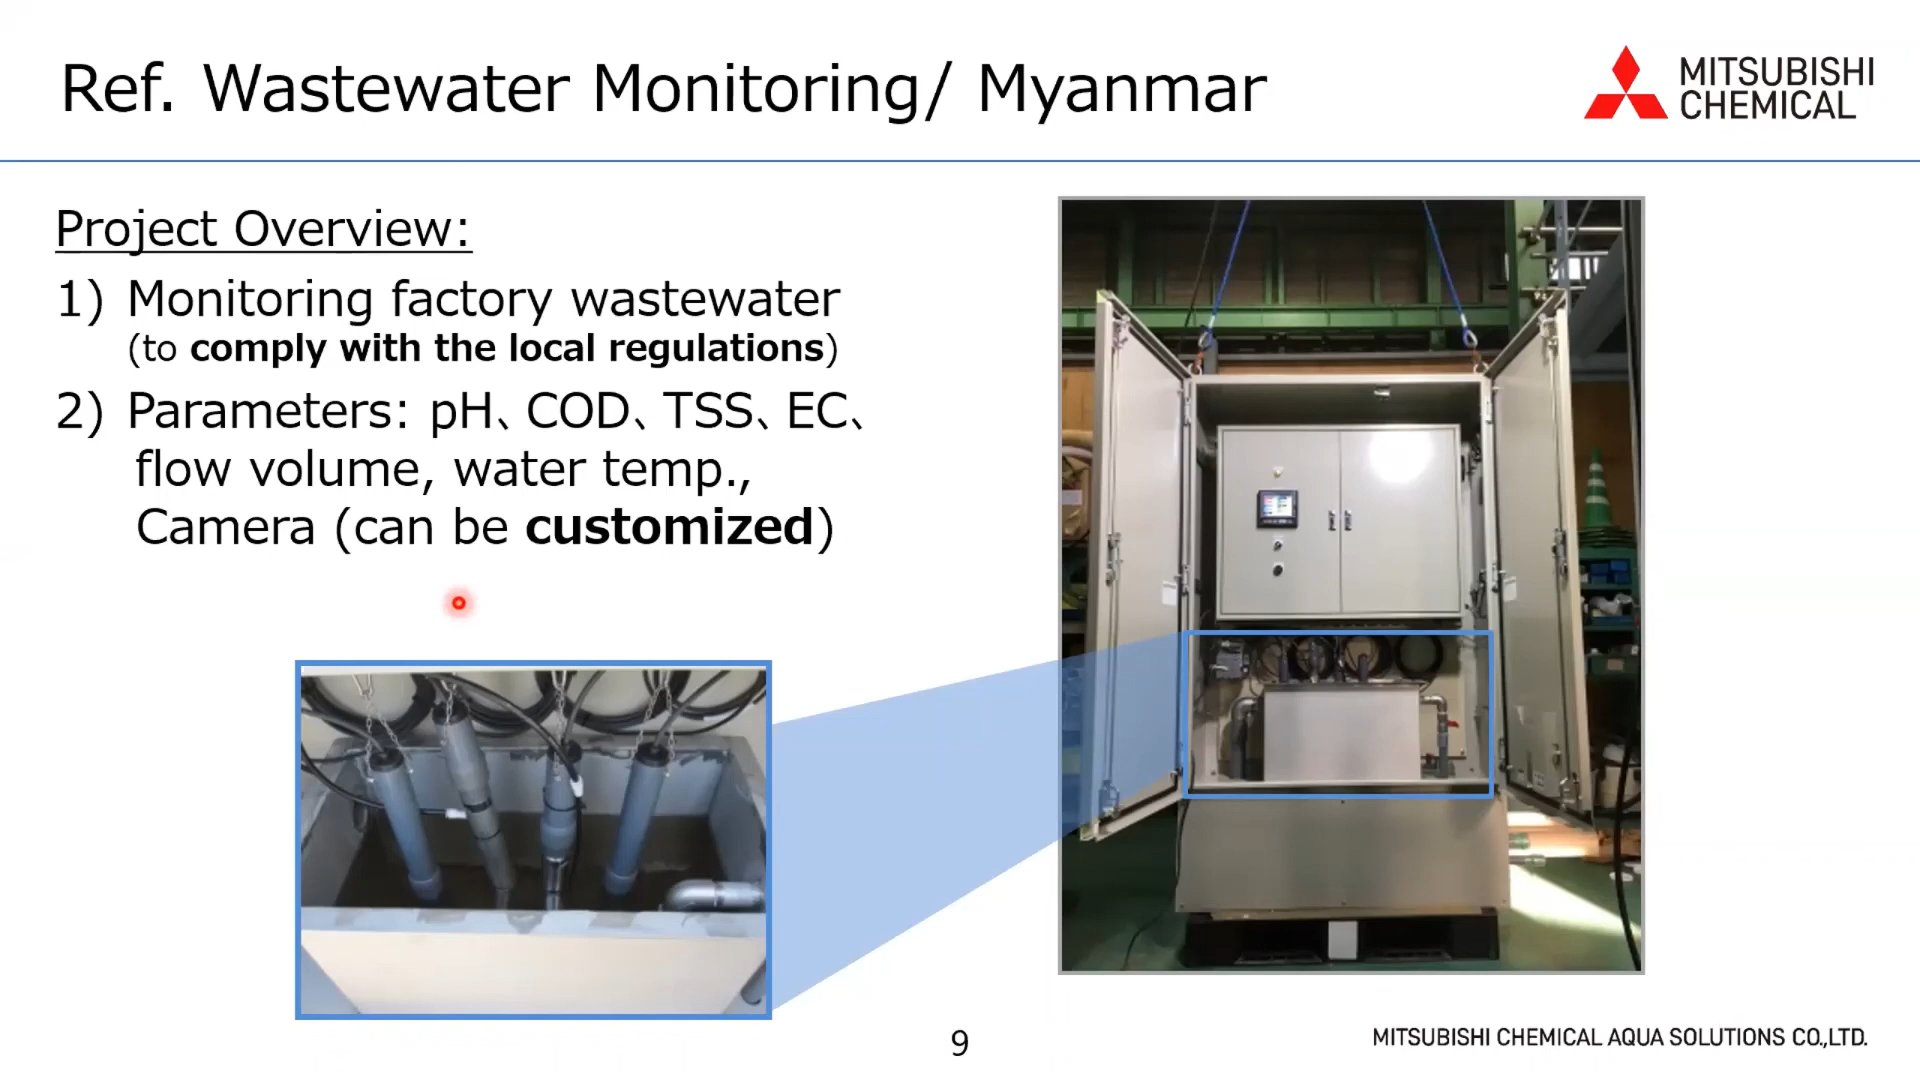 Ref. Wastewater Monitoring/ Myanmar
MITSUBISHI
CHEMICAL
Project Overview:
1) Monitoring factory wastewater
(to comply with the local regulations)
2) Parameters: pH、COD、TSS、EC、
flow volume, water temp.,
Camera (can be customized)
9
MITSUBISHI CHEMICAL AQUA SOLUTIONS CO.,LTD.